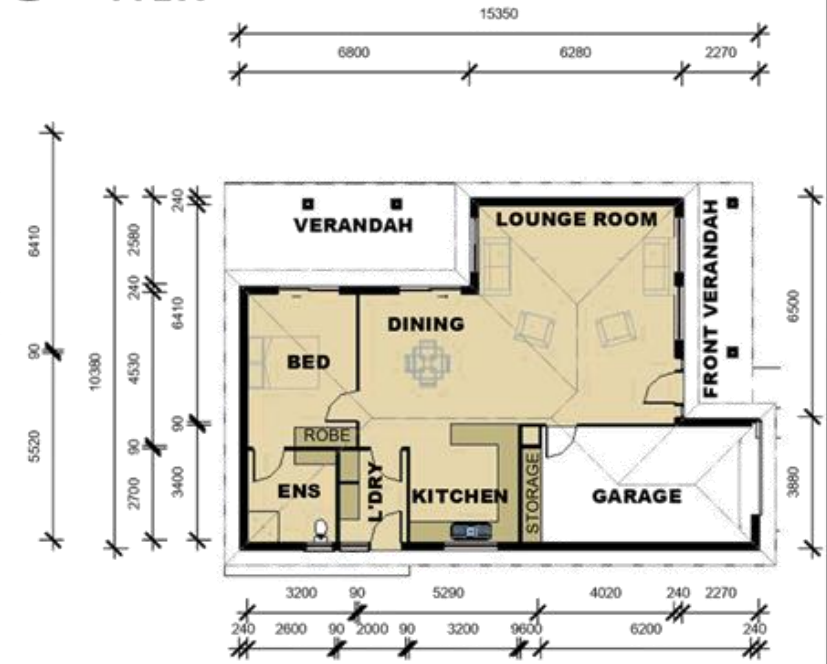 15350
6800 6280 2270
6410
90
5520
10380
2580
240
4530
90
2700
240
6410
90
3400
6500
3880
VERANDAH
LOUNGE ROOM
FRONT VERANDAH
DINING
BED
ROBE
ENS
L'DRY
KITCHEN
STORAGE
GARAGE
3200 90 5290 4020 240 2270
240 2600 90 2000 90 3200 9600 6200 240